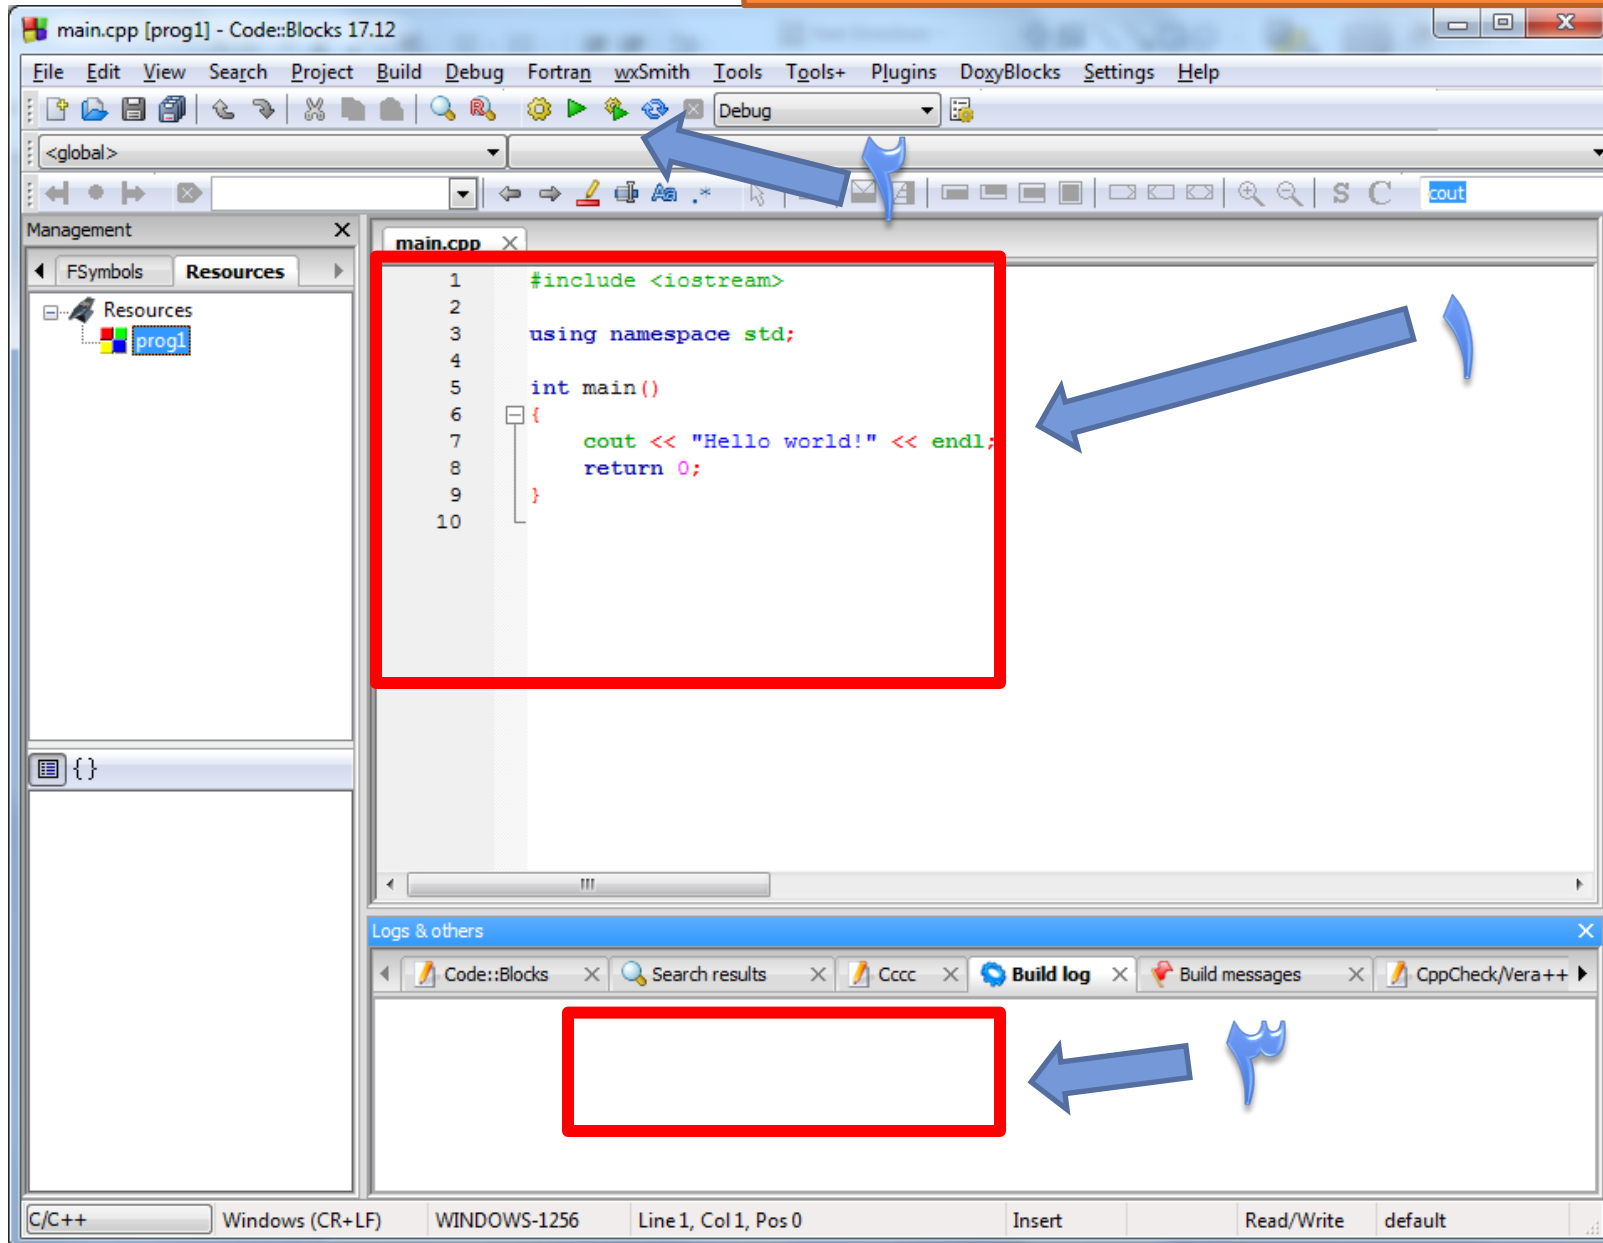 main.cpp [prog1] - Code::Blocks 17.12
File Edit View Search Project Build Debug Fortran wxSmith Tools Tools+ Plugins DoxyBlocks Settings Help
Debug
<global>
٢
cout
Management
main.cpp
FSymbols Resources
Resources
prog1
1 #include <iostream>
2
3 using namespace std;
4
5 int main()
6 {
7 cout << "Hello world!" << endl;
8 return 0;
9 }
10
١
{}
Logs & others
Code::Blocks Search results Cccc Build log Build messages CppCheck/Vera++
٣
C/C++ Windows (CR+LF) WINDOWS-1256 Line 1, Col 1, Pos 0 Insert Read/Write default